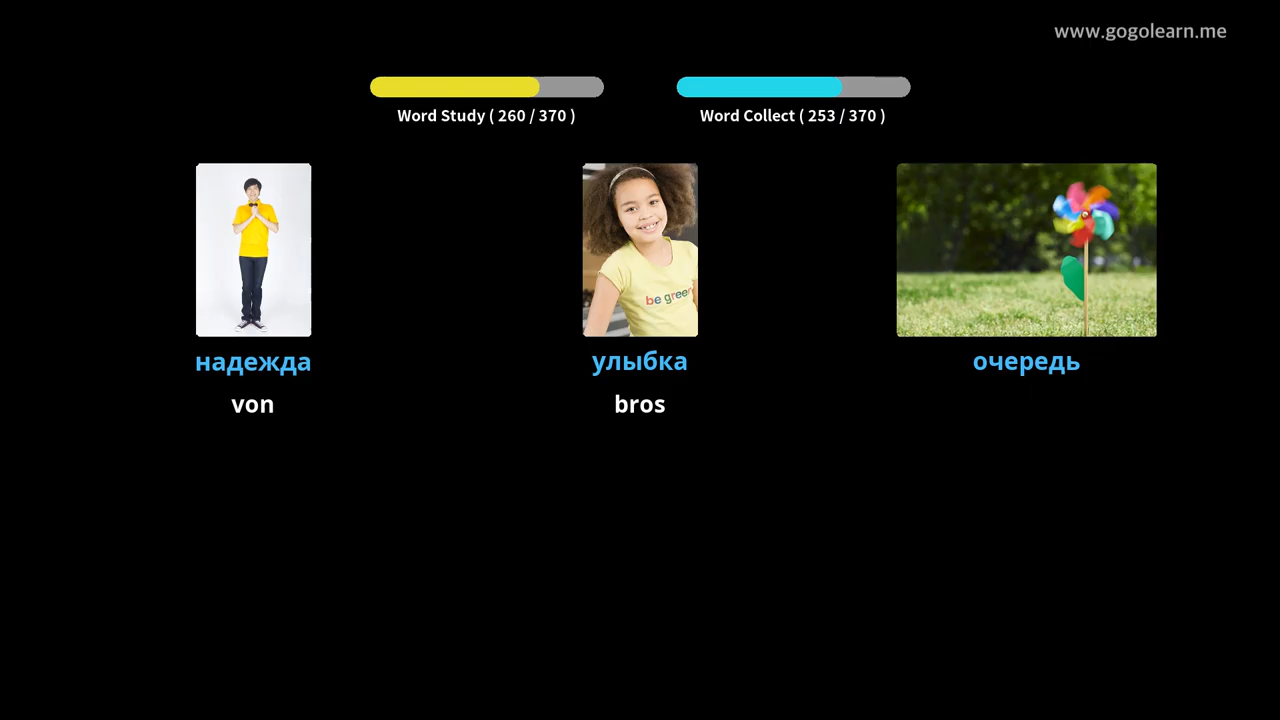 www.gogolearn.me
Word Study ( 260 / 370 )
Word Collect ( 253 / 370 )
be green
надежда
улыбка
очередь
von
bros